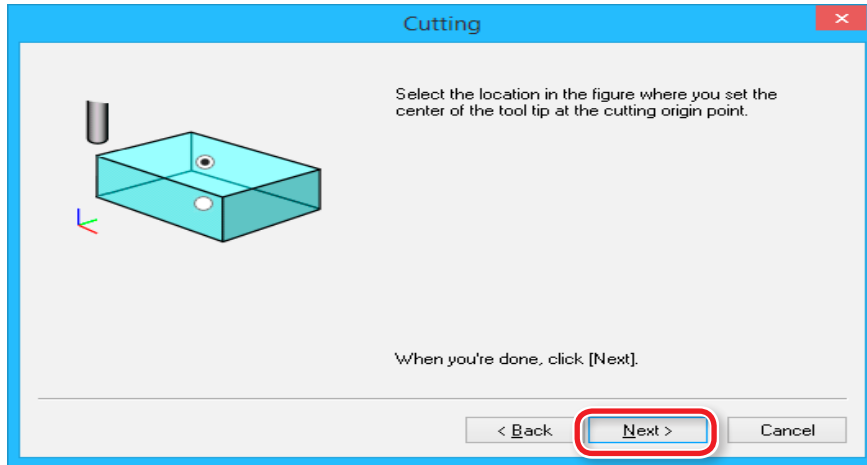 Cutting
Select the location in the figure where you set the
center of the tool tip at the cutting origin point.
When you're done, click [Next].
< Back
Next >
Cancel